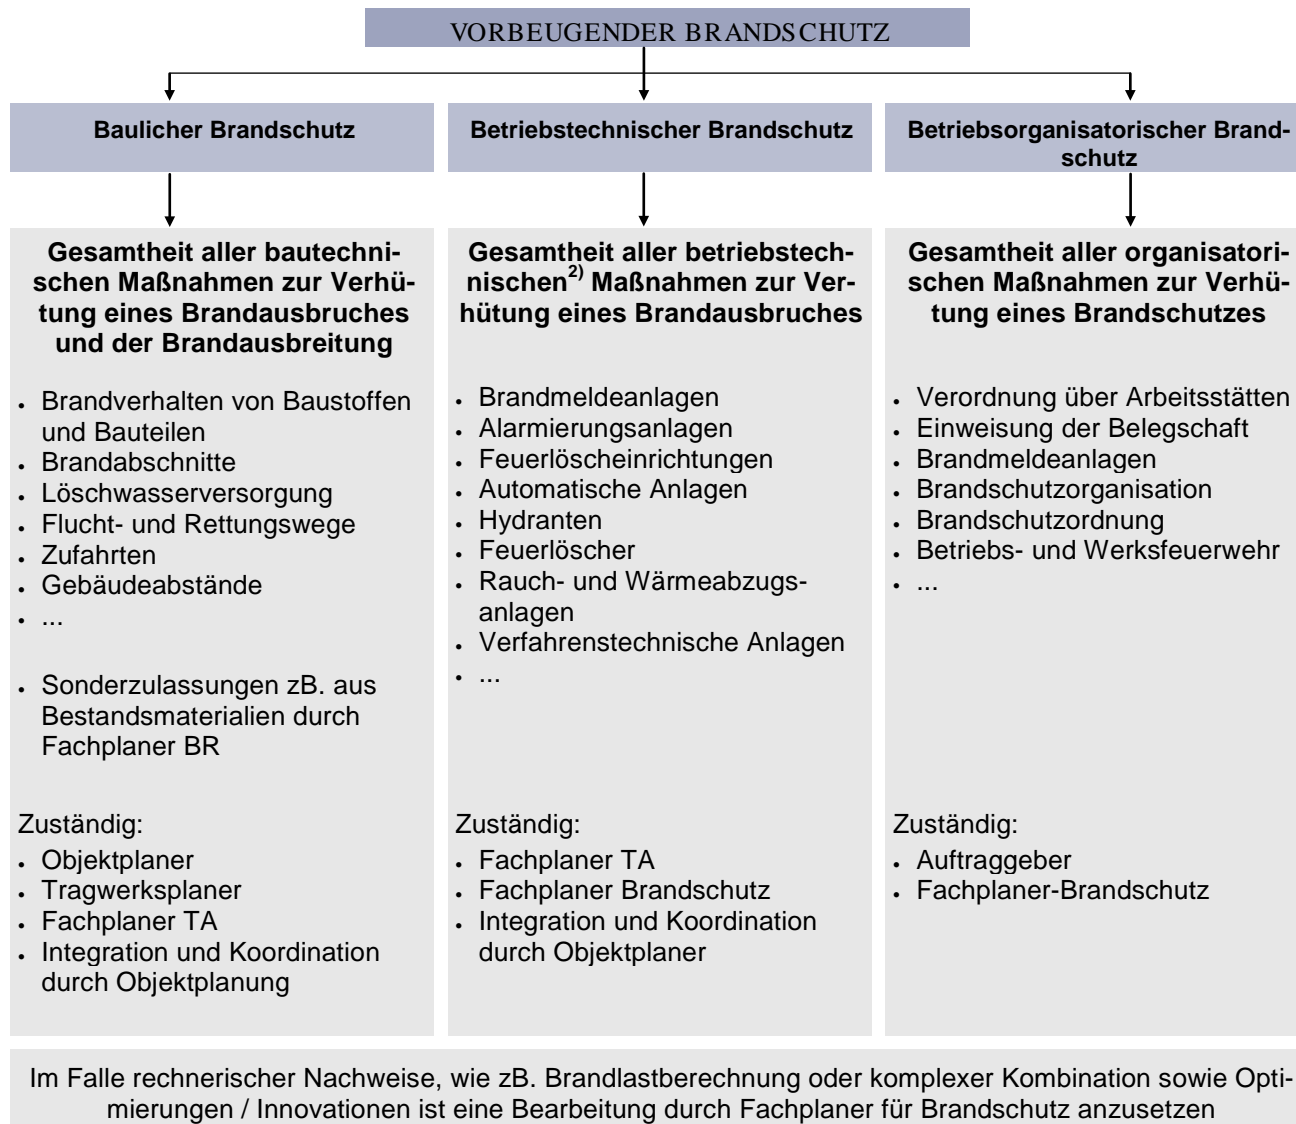 VORBEUGENDER BRANDSCHUTZ
Baulicher Brandschutz
Betriebstechnischer Brandschutz
Betriebsorganisatorischer Brand-
schutz
Gesamtheit aller bautechni-
schen Maßnahmen zur Verhü-
tung eines Brandausbruches
und der Brandausbreitung
• Brandverhalten von Baustoffen
und Bauteilen
• Brandabschnitte
• Löschwasserversorgung
• Flucht- und Rettungswege
• Zufahrten
• Gebäudeabstände
• ...
• Sonderzulassungen zB. aus
Bestandsmaterialien durch
Fachplaner BR
Zuständig:
• Objektplaner
• Tragwerksplaner
• Fachplaner TA
• Integration und Koordination
durch Objektplanung
Gesamtheit aller betriebstech-
nischen2) Maßnahmen zur Ver-
hütung eines Brandausbruches
• Brandmeldeanlagen
• Alarmierungsanlagen
• Feuerlöscheinrichtungen
• Automatische Anlagen
• Hydranten
• Feuerlöscher
• Rauch- und Wärmeabzugs-
anlagen
• Verfahrenstechnische Anlagen
• ...
Zuständig:
• Fachplaner TA
• Fachplaner Brandschutz
• Integration und Koordination
durch Objektplaner
Gesamtheit aller organisatori-
schen Maßnahmen zur Verhü-
tung eines Brandschutzes
• Verordnung über Arbeitsstätten
• Einweisung der Belegschaft
• Brandmeldeanlagen
• Brandschutzorganisation
• Brandschutzordnung
• Betriebs- und Werksfeuerwehr
• ...
Zuständig:
• Auftraggeber
• Fachplaner-Brandschutz
Im Falle rechnerischer Nachweise, wie zB. Brandlastberechnung oder komplexer Kombination sowie Opti-
mierungen / Innovationen ist eine Bearbeitung durch Fachplaner für Brandschutz anzusetzen